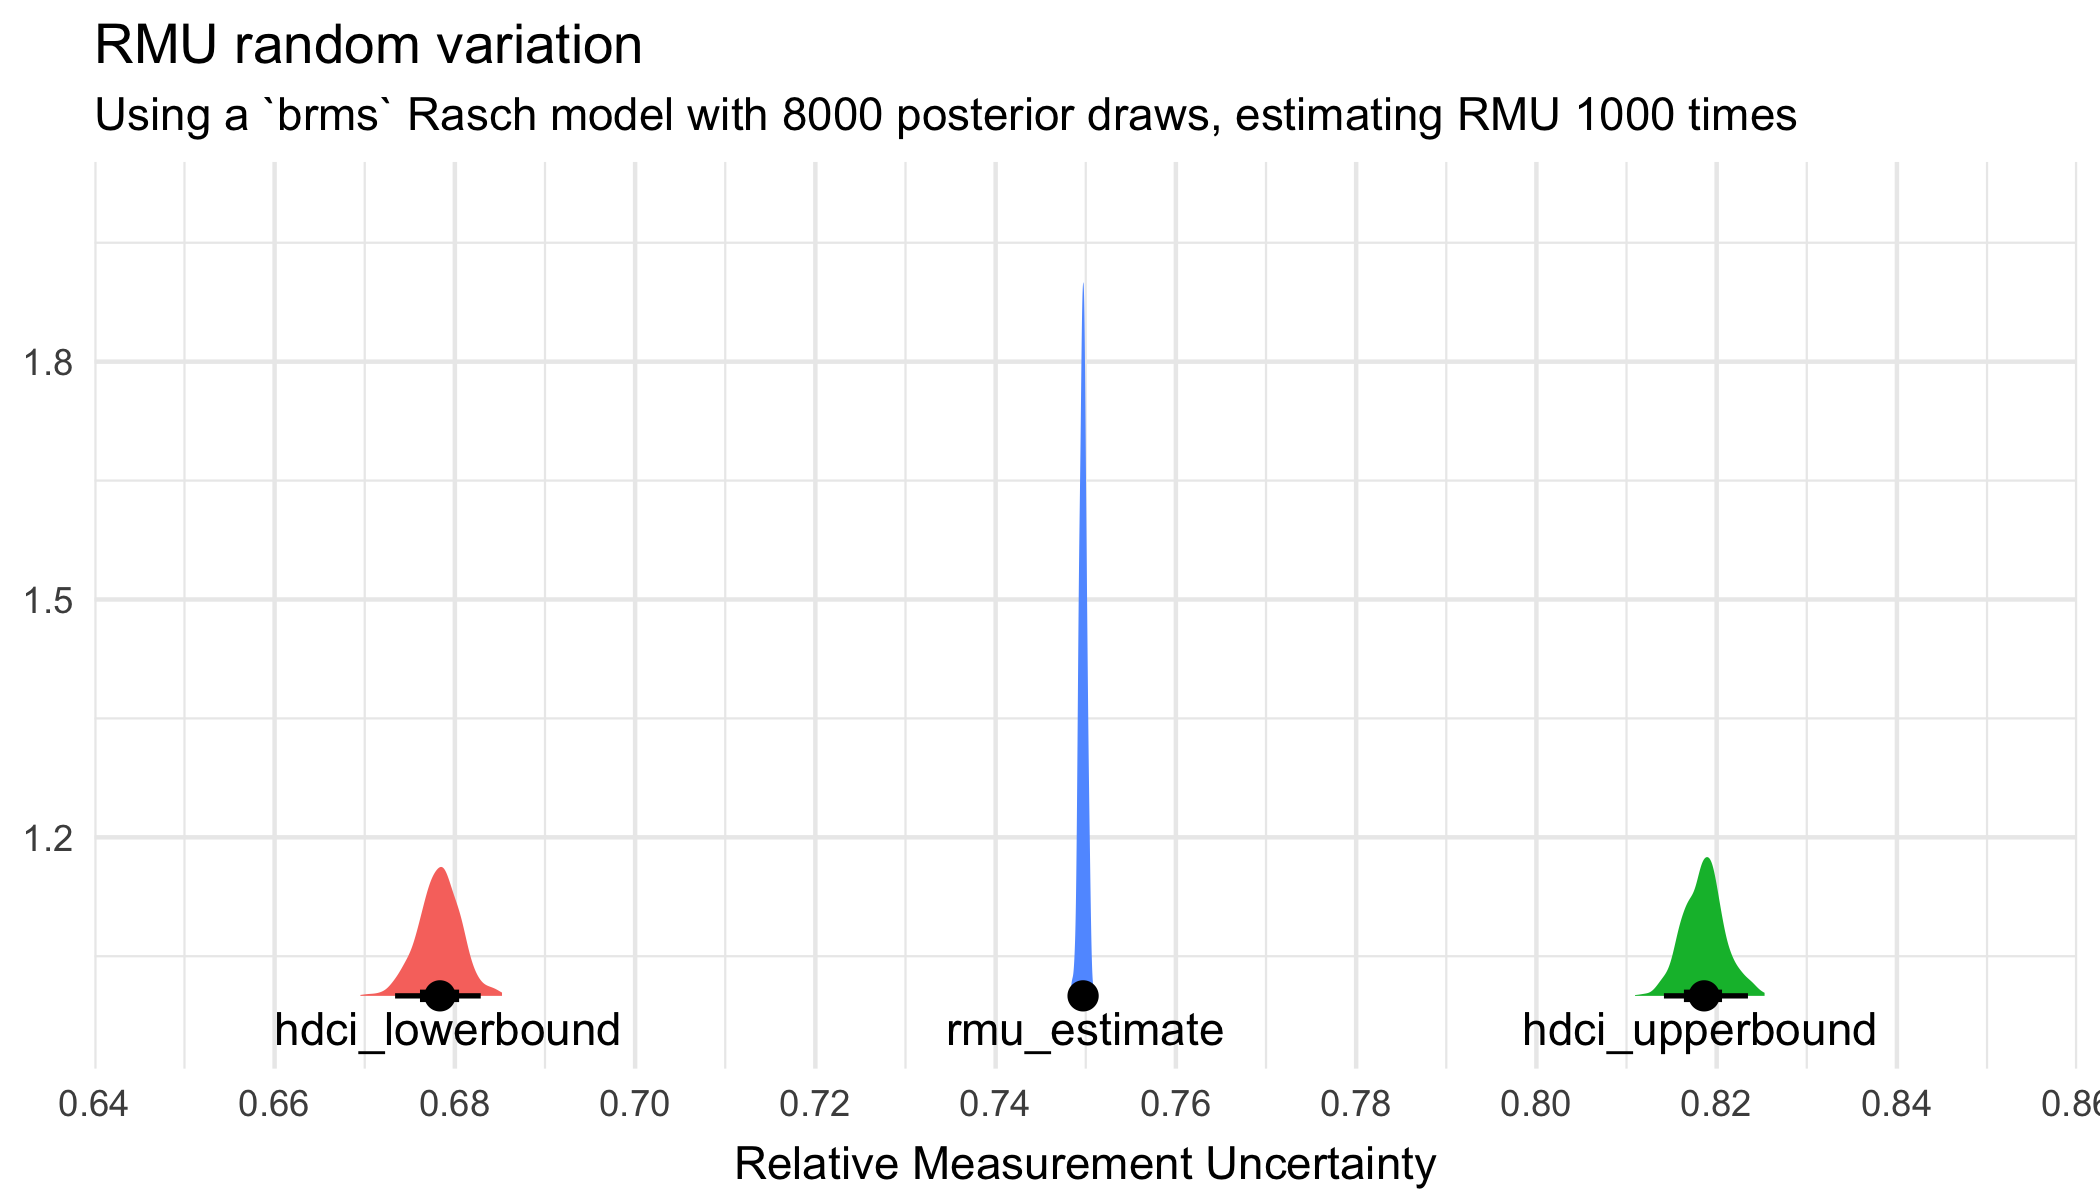 RMU random variation
Using a `brms` Rasch model with 8000 posterior draws, estimating RMU 1000 times
1.8
1.5
1.2
hdci_lowerbound rmu_estimate hdci_upperbound
0.64 0.66 0.68 0.70 0.72 0.74 0.76 0.78 0.80 0.82 0.84 0.86
Relative Measurement Uncertainty